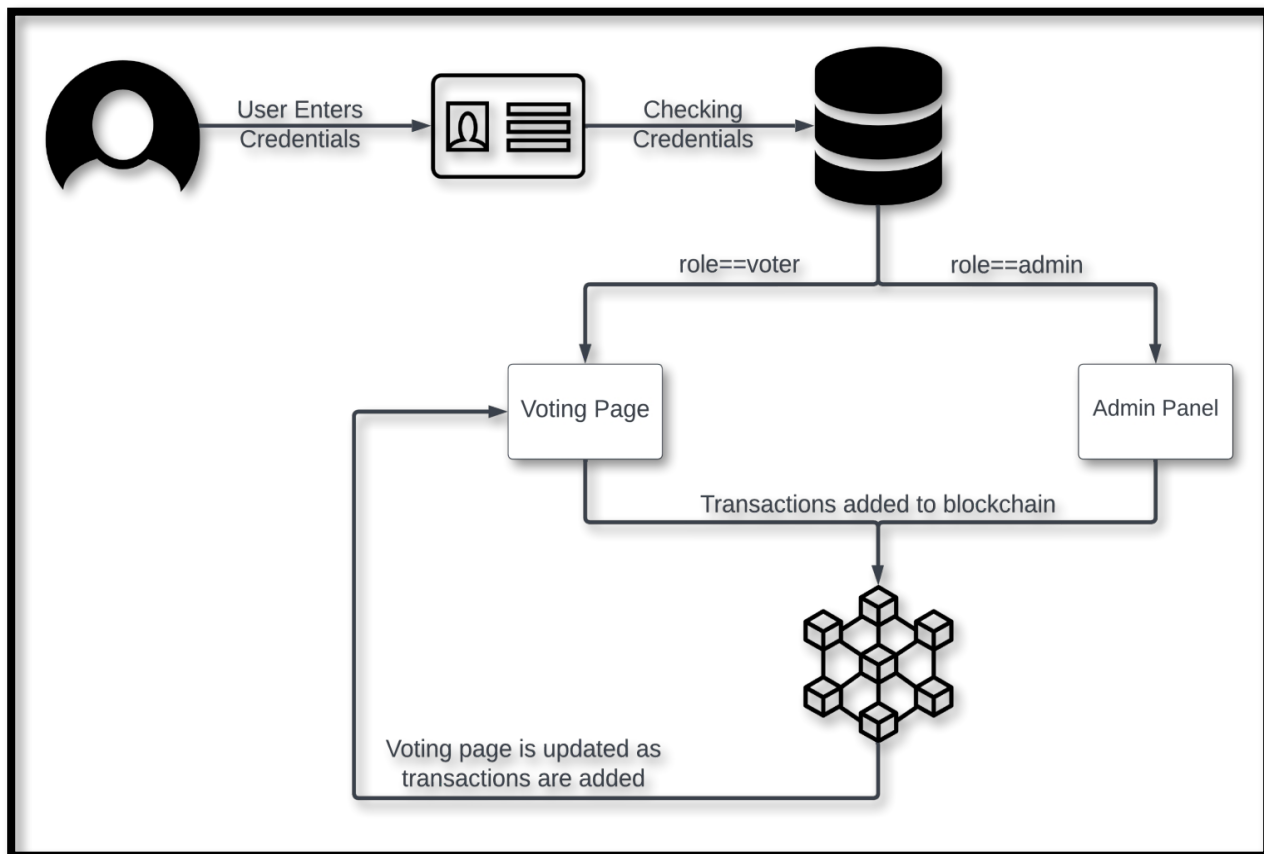 User Enters
Credentials
Checking
Credentials
role==voter
role==admin
Voting Page
Admin Panel
Transactions added to blockchain
Voting page is updated as
transactions are added